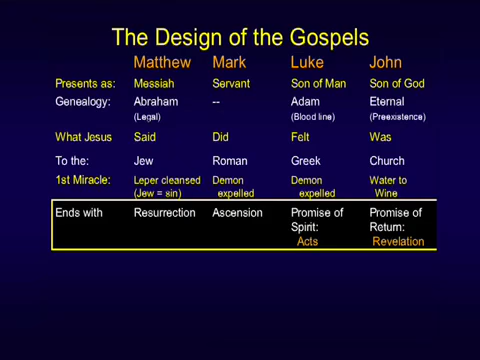 The Design of the Gospels
Matthew Mark Luke John
Presents as: Messiah Servant Son of Man Son of God
Genealogy: Abraham -- Adam Eternal
(Legal) (Blood line) (Preexistence)
What Jesus Said Did Felt Was
To the: Jew Roman Greek Church
1st Miracle: Leper cleansed Demon Demon Water to
(Jew = sin) expelled expelled Wine
Ends with Resurrection Ascension Promise of Promise of
Spirit: Return:
Acts Revelation